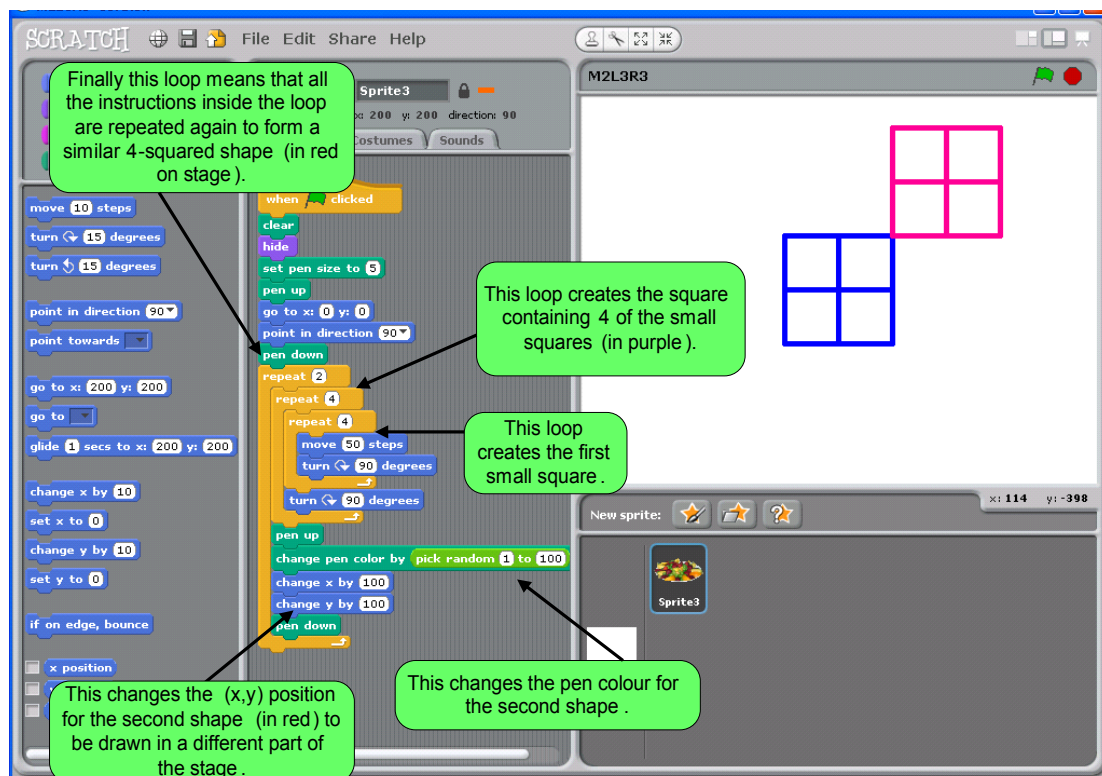 SCRATCH File Edit Share Help
Finally this loop means that all
the instructions inside the loop
are repeated again to form a
similar 4-squared shape (in red
on stage).
Sprite3
x: 200 y: 200 direction: 90
Costumes Sounds
M2L3R3
move 10 steps
turn 15 degrees
turn 15 degrees
point in direction 90
point towards
go to x: 200 y: 200
go to
glide 1 secs to x: 200 y: 200
change x by 10
set x to 0
change y by 10
set y to 0
if on edge, bounce
x position
when clicked
clear
hide
set pen size to 5
pen up
go to x: 0 y: 0
point in direction 90
pen down
repeat 2
repeat 4
repeat 4
move 50 steps
turn 90 degrees
turn 90 degrees
pen up
change pen color by pick random 1 to 100
change x by 100
change y by 100
pen down
This loop creates the square
containing 4 of the small
squares (in purple).
This loop
creates the first
small square.
This changes the pen colour for
the second shape.
This changes the (x,y) position
for the second shape (in red) to
be drawn in a different part of
the stage.
x: 114 y: -398
New sprite:
Sprite3